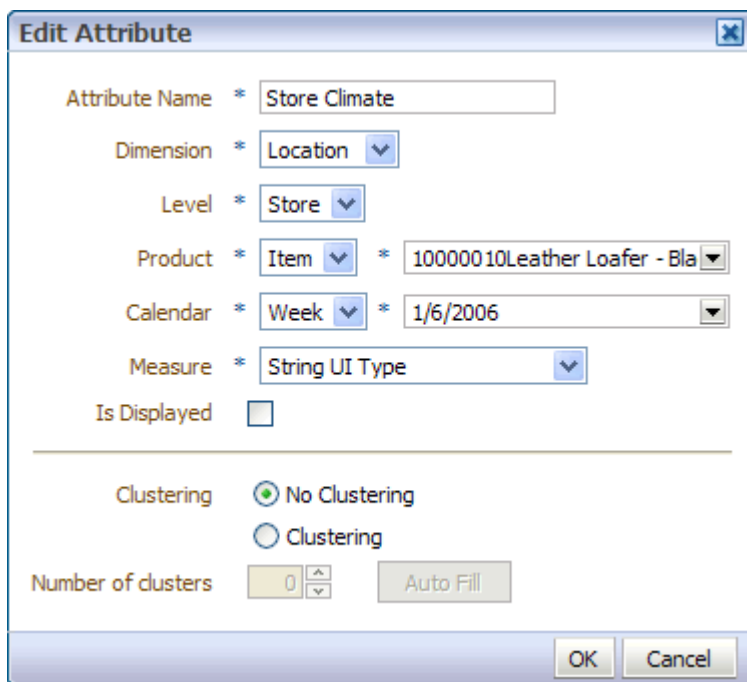 Edit Attribute
Attribute Name * Store Climate
Dimension * Location
Level * Store
Product * Item * 10000010Leather Loafer - Bla
Calendar * Week * 1/6/2006
Measure * String UI Type
Is Displayed
Clustering No Clustering
Clustering
Number of clusters 0 Auto Fill
OK Cancel